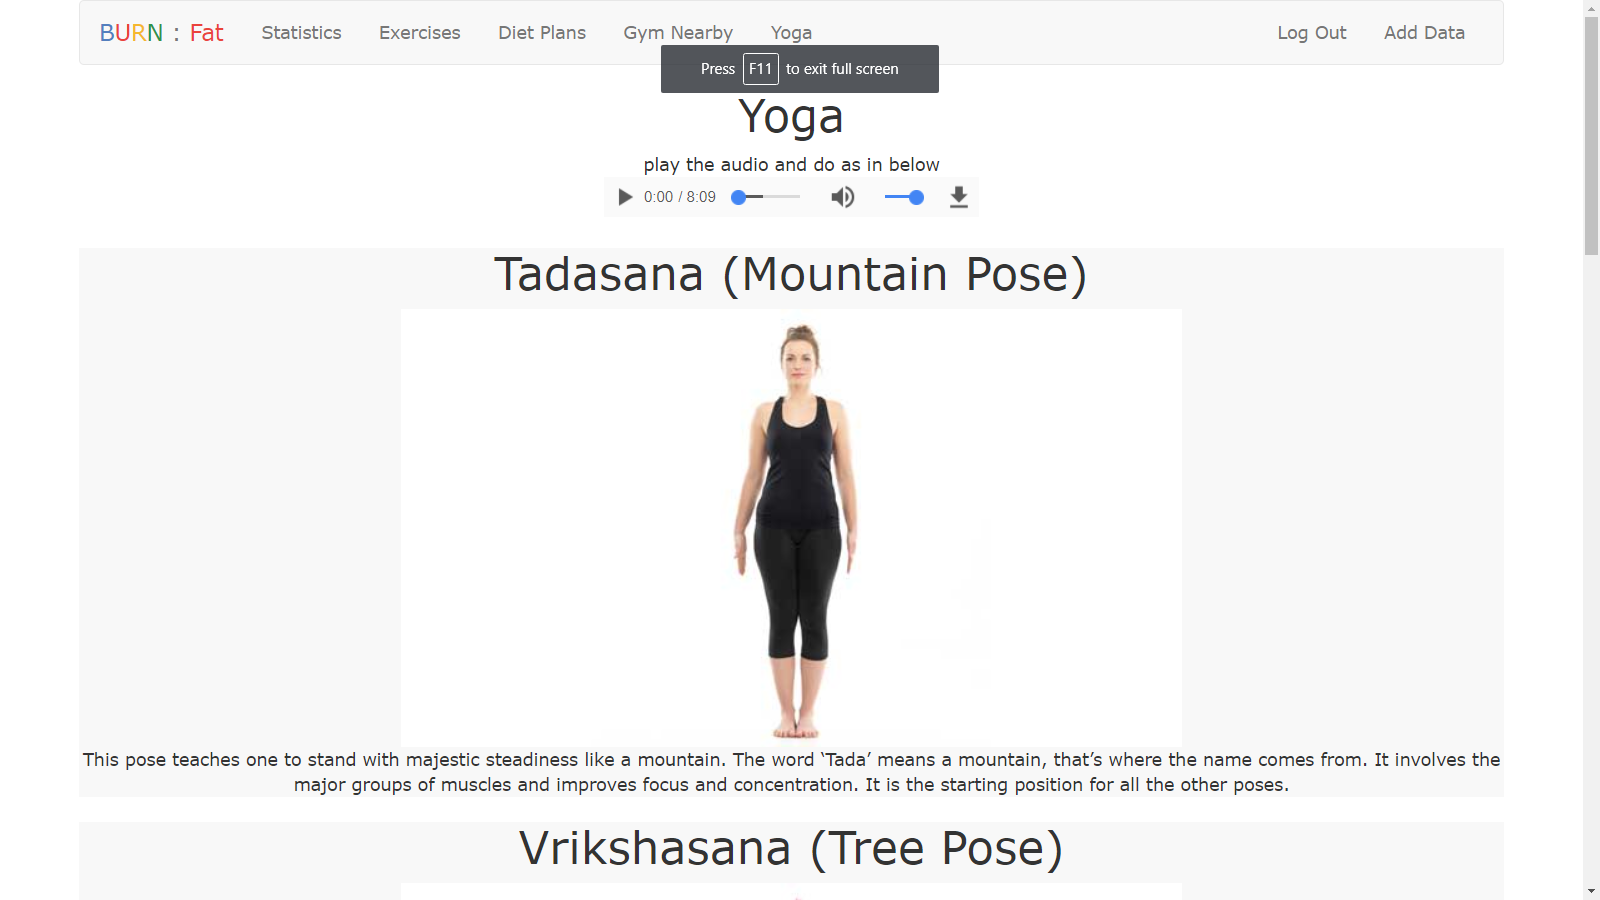 BURN : Fat Statistics Exercises Diet Plans Gym Nearby Yoga Log Out Add Data
Press F11 to exit full screen
Yoga
play the audio and do as in below
0:00 / 8:09
Tadasana (Mountain Pose)
This pose teaches one to stand with majestic steadiness like a mountain. The word ‘Tada’ means a mountain, that’s where the name comes from. It involves the
major groups of muscles and improves focus and concentration. It is the starting position for all the other poses.
Vrikshasana (Tree Pose)